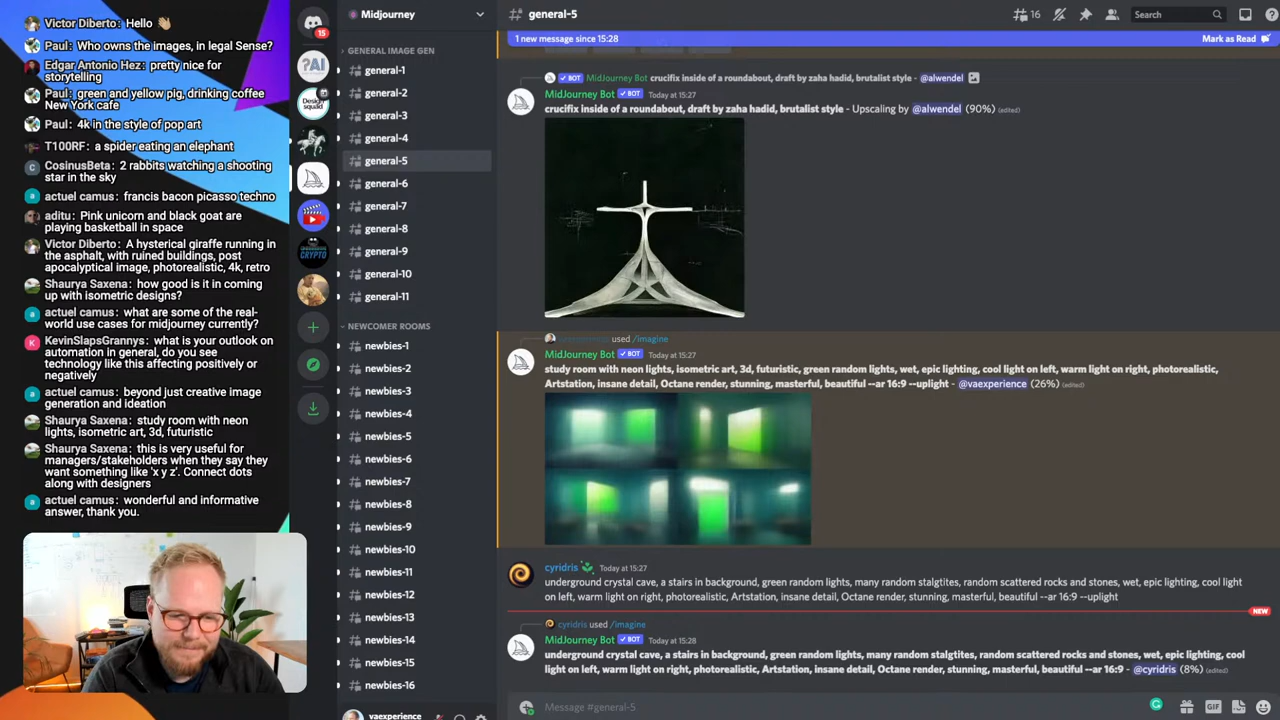 Victor Diberto: Hello 👋🏼
Paul: Who owns the images, in legal Sense?
Edgar Antonio Hez: pretty nice for
storytelling
Paul: green and yellow pig, drinking coffee
New York cafe
Paul: 4k in the style of pop art
T100RF: a spider eating an elephant
CosinusBeta: 2 rabbits watching a shooting
star in the sky
actuel camus: francis bacon picasso techno
aditu: Pink unicorn and black goat are
playing basketball in space
Victor Diberto: A hysterical giraffe running in
the asphalt, with ruined buildings, post
apocalyptical image, photorealistic, 4k, retro
Shaurya Saxena: how good is it in coming
up with isometric designs?
actuel camus: what are some of the real-
world use cases for midjourney currently?
KevinSlapsGrannys: what is your outlook on
automation in general, do you see
technology like this affecting positively or
negatively
actuel camus: beyond just creative image
generation and ideation
Shaurya Saxena: study room with neon
lights, isometric art, 3d, futuristic
Shaurya Saxena: this is very useful for
managers/stakeholders when they say they
want something like 'x y z'. Connect dots
along with designers
actuel camus: wonderful and informative
answer, thank you.
15
PAI
Design
squad
CRYPTO
Midjourney
GENERAL IMAGE GEN
general-1
general-2
general-3
general-4
general-5
general-6
general-7
general-8
general-9
general-10
general-11
NEWCOMER ROOMS
newbies-1
newbies-2
newbies-3
newbies-4
newbies-5
newbies-6
newbies-7
newbies-8
newbies-9
newbies-10
newbies-11
newbies-12
newbies-13
newbies-14
newbies-15
newbies-16
vaexperience
general-5
16
Search
1 new message since 15:28
Mark as Read
BOT MidJourney Bot crucifix inside of a roundabout, draft by zaha hadid, brutalist style - @alwendel
MidJourney Bot BOT Today at 15:27
crucifix inside of a roundabout, draft by zaha hadid, brutalist style - Upscaling by @alwendel (90%) (edited)
used /imagine
MidJourney Bot BOT Today at 15:27
study room with neon lights, isometric art, 3d, futuristic, green random lights, wet, epic lighting, cool light on left, warm light on right, photorealistic,
Artstation, insane detail, Octane render, stunning, masterful, beautiful --ar 16:9 --uplight - @vaexperience (26%) (edited)
cyridris Today at 15:27
underground crystal cave, a stairs in background, green random lights, many random stalgtites, random scattered rocks and stones, wet, epic lighting, cool light
on left, warm light on right, photorealistic, Artstation, insane detail, Octane render, stunning, masterful, beautiful --ar 16:9 --uplight
NEW
cyridris used /imagine
MidJourney Bot BOT Today at 15:28
underground crystal cave, a stairs in background, green random lights, many random stalgtites, random scattered rocks and stones, wet, epic lighting, cool
light on left, warm light on right, photorealistic, Artstation, insane detail, Octane render, stunning, masterful, beautiful --ar 16:9 - @cyridris (8%) (edited)
Message #general-5
GIF